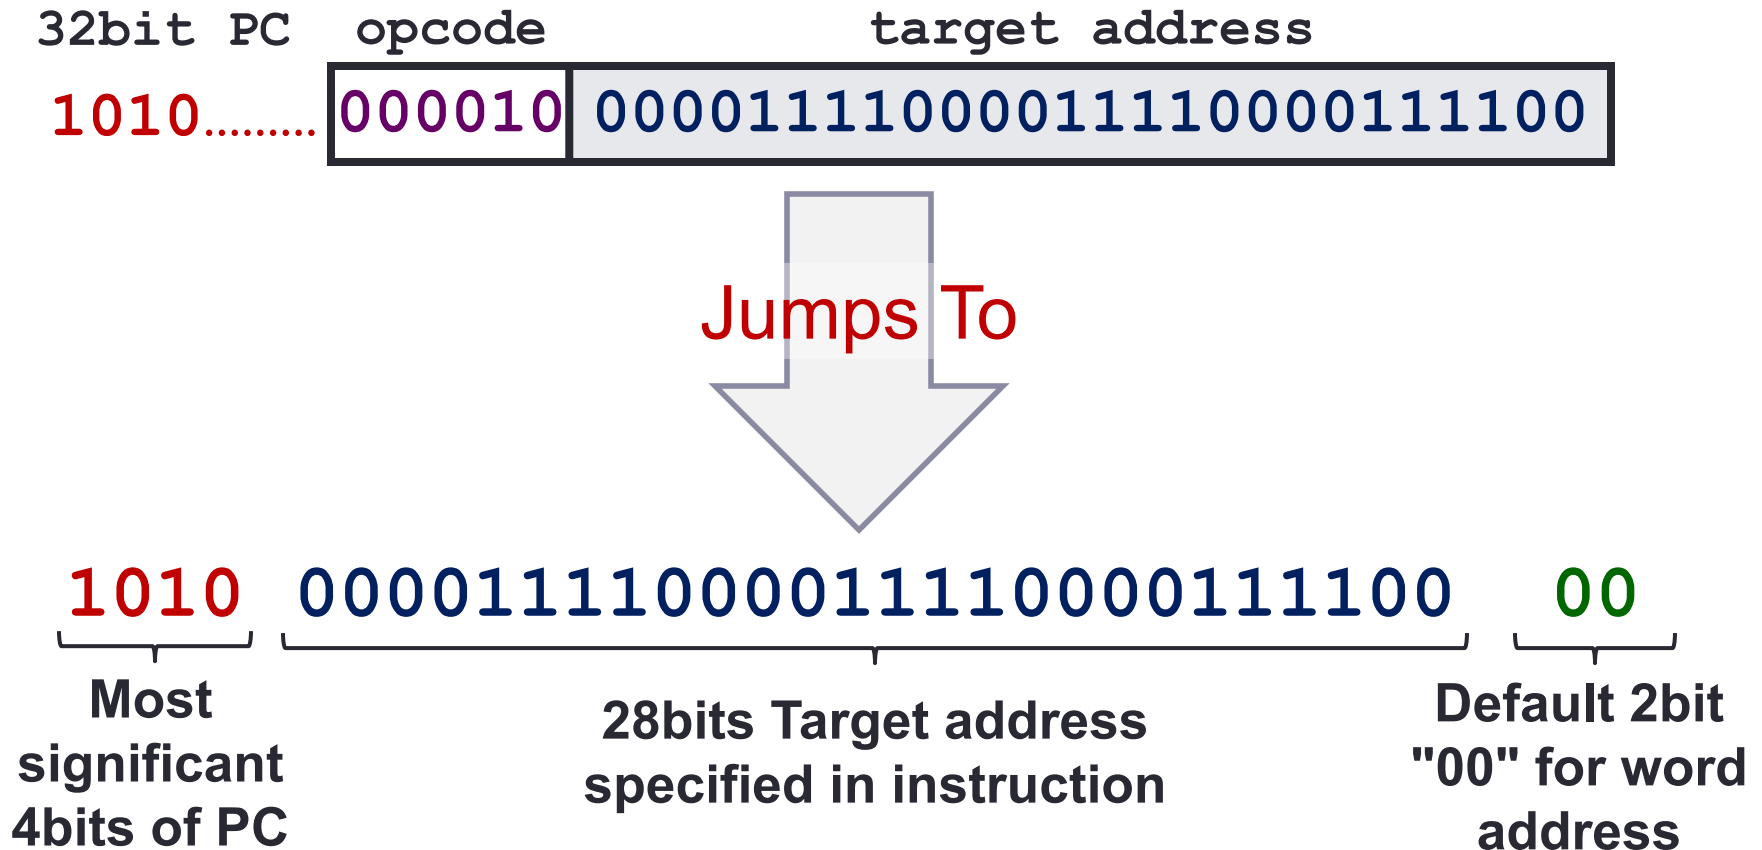 32bit PC opcode target address
1010......... 000010 00001111000011110000111100
Jumps To
1010 00001111000011110000111100 00
Most
significant
4bits of PC
28bits Target address
specified in instruction
Default 2bit
"00" for word
address